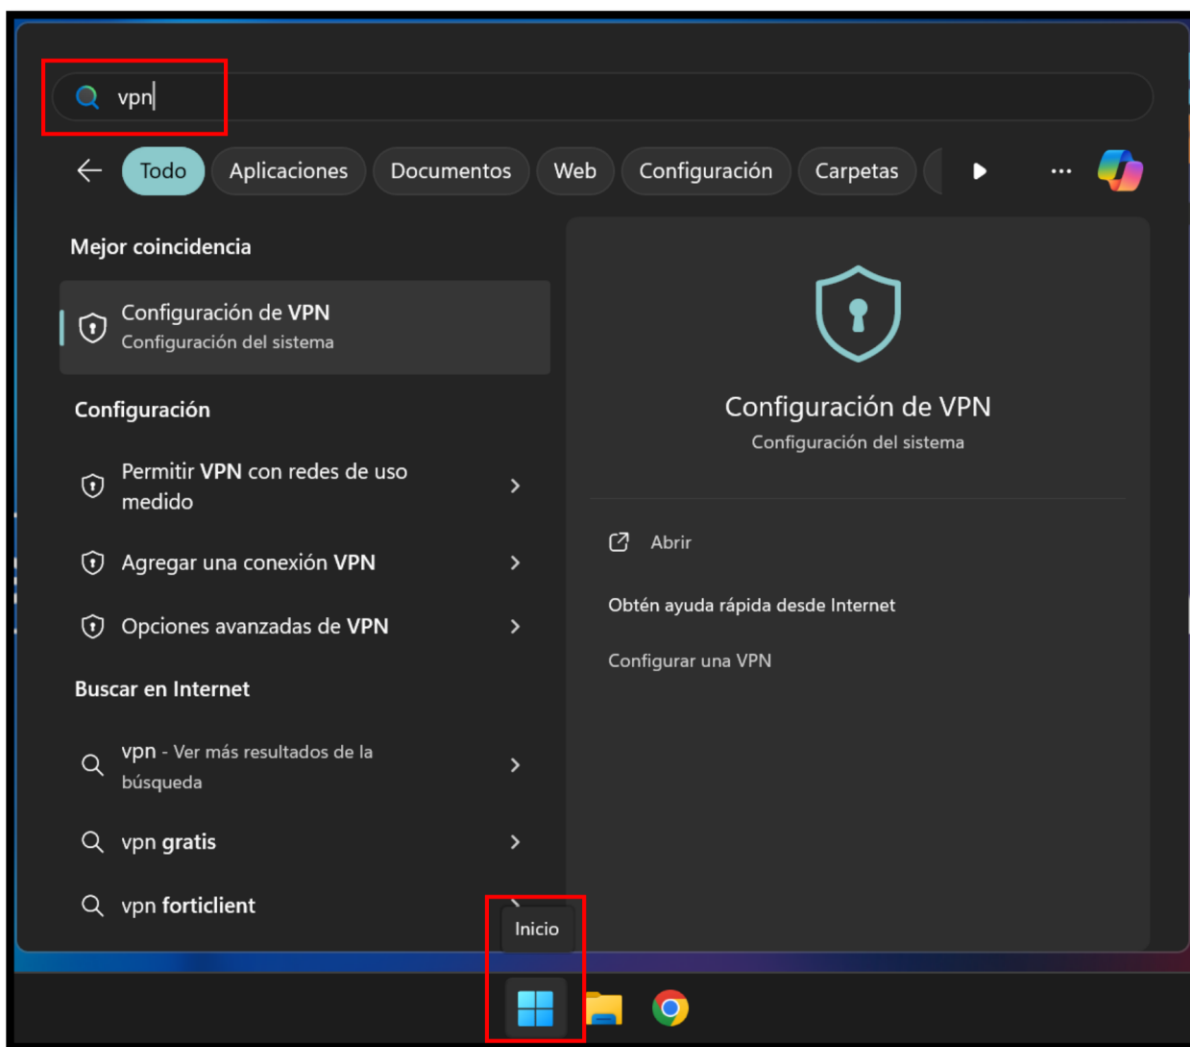 vpn
Todo
Aplicaciones
Documentos
Web
Configuración
Carpetas
Mejor coincidencia
Configuración de VPN
Configuración del sistema
Configuración
Permitir VPN con redes de uso
medido
Agregar una conexión VPN
Opciones avanzadas de VPN
Buscar en Internet
vpn - Ver más resultados de la
búsqueda
vpn gratis
vpn forticlient
Configuración de VPN
Configuración del sistema
Abrir
Obtén ayuda rápida desde Internet
Configurar una VPN
Inicio